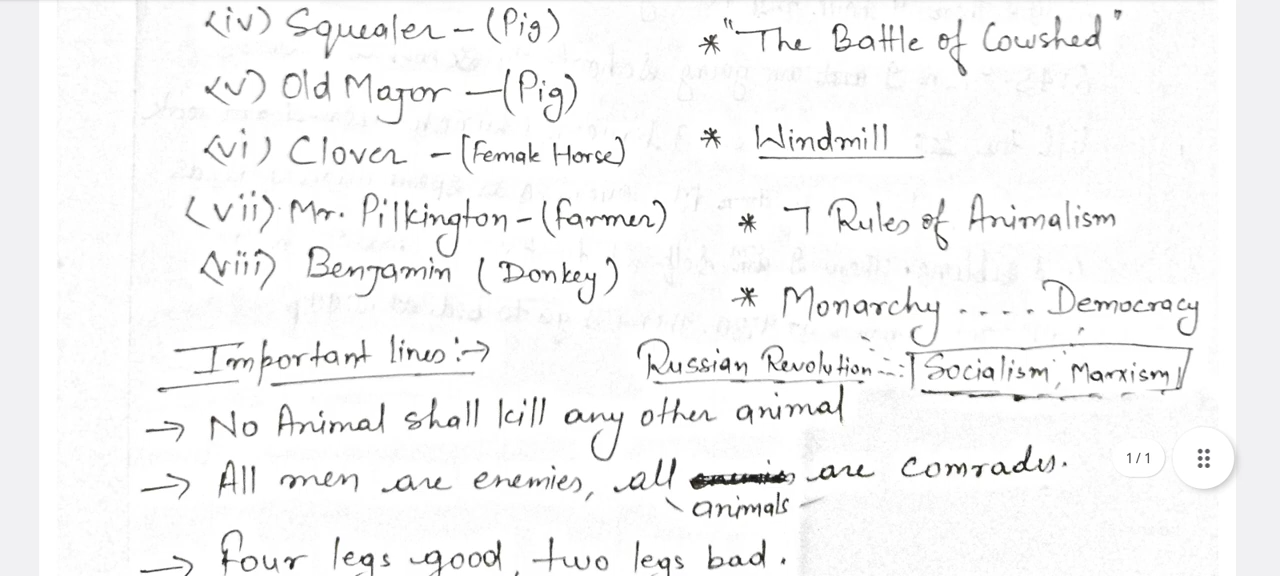 (iv) Squealer - (Pig)
(v) Old Major - (Pig)
(vi) Clover - (Female Horse)
(vii) Mr. Pilkington - (farmer)
(viii) Benjamin (Donkey)
* "The Battle of Cowshed"
* Windmill
* 7 Rules of Animalism
* Monarchy .... Democracy
Russian Revolution ---: Socialism, Marxism
Important lines:→
→ No Animal shall kill any other animal
→ All men are enemies, all animals are comrades.
→ Four legs good, two legs bad.
1/1